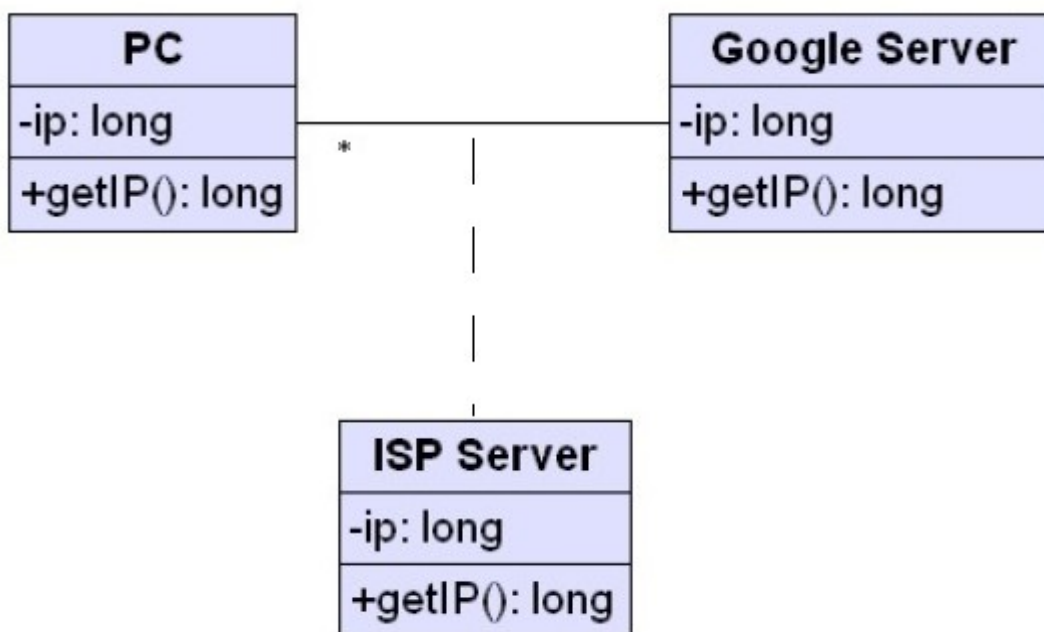 PC
-ip: long
+getIP(): long
*
Google Server
-ip: long
+getIP(): long
ISP Server
-ip: long
+getIP(): long